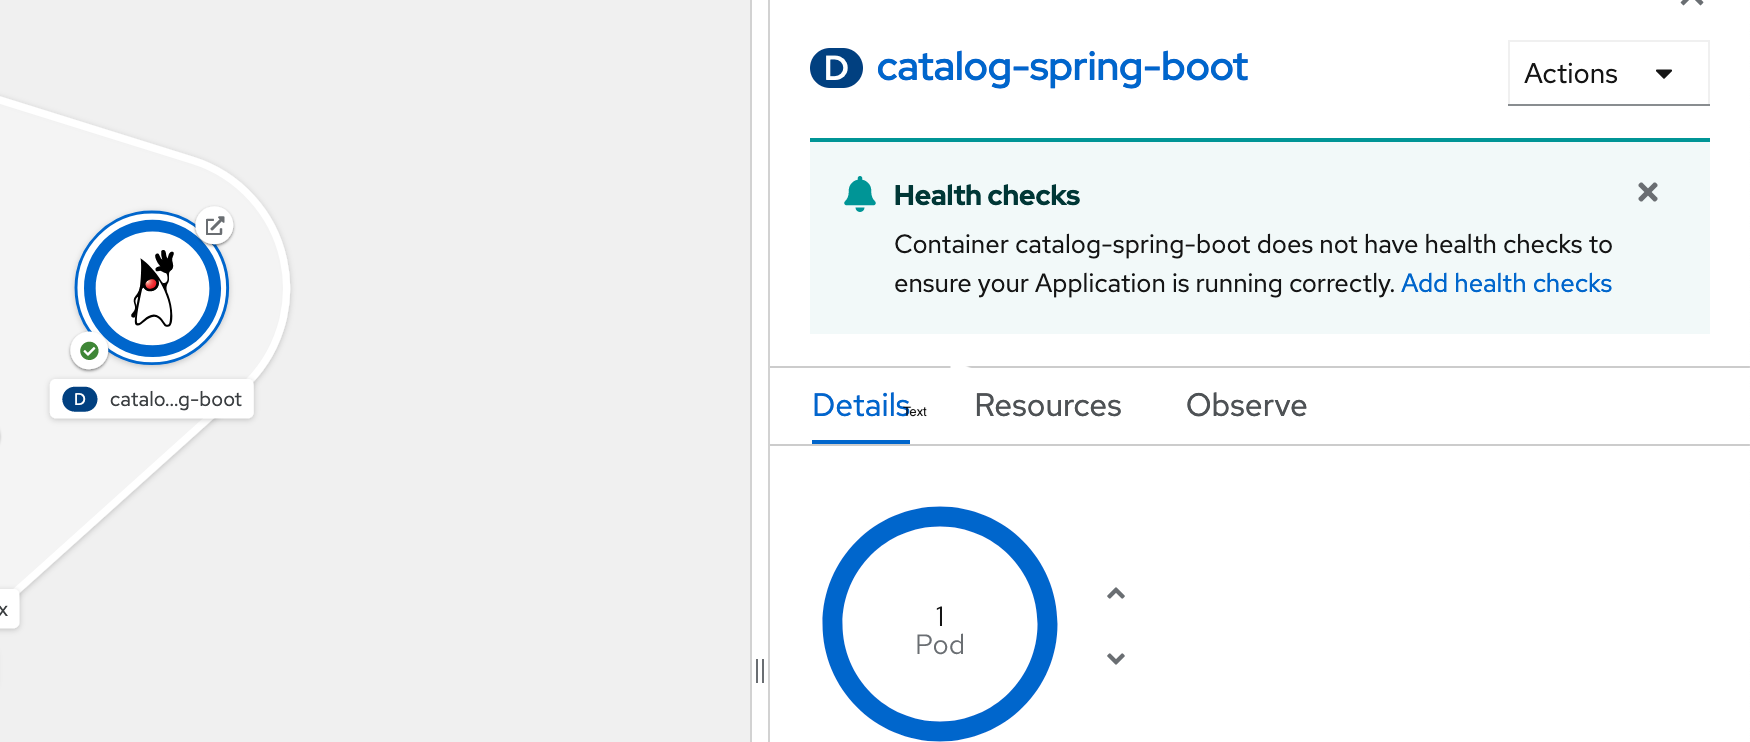 D catalog-spring-boot
Actions
Health checks
Container catalog-spring-boot does not have health checks to
ensure your Application is running correctly. Add health checks
Details
Text
Resources
Observe
1
Pod
D catalo...g-boot
x